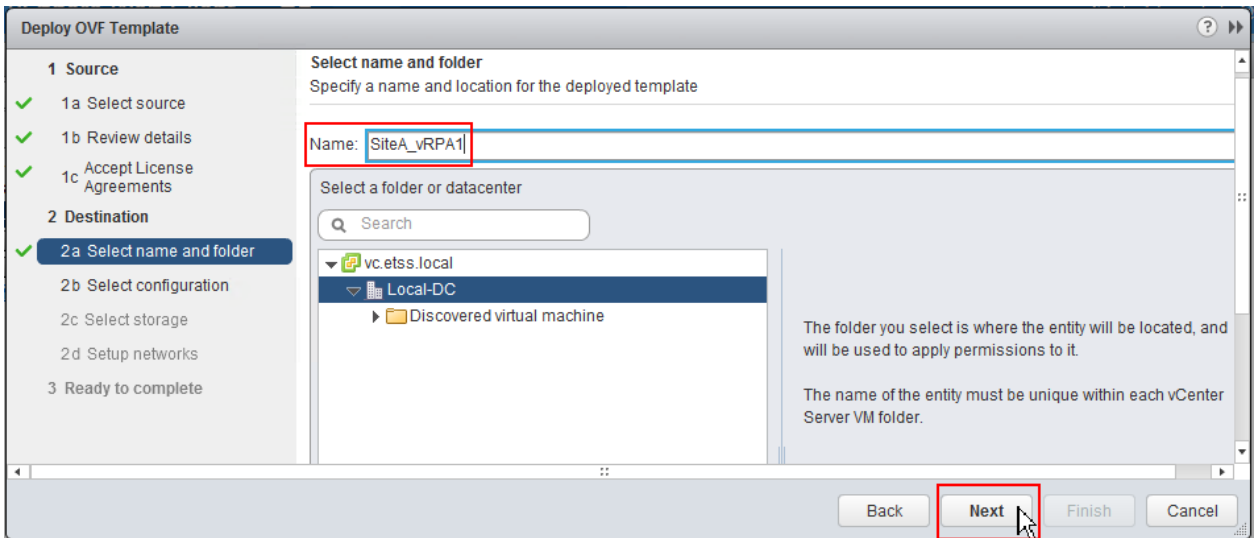 Deploy OVF Template
1 Source
1a Select source
1b Review details
1c Accept License
Agreements
2 Destination
2a Select name and folder
2b Select configuration
2c Select storage
2d Setup networks
3 Ready to complete
Select name and folder
Specify a name and location for the deployed template
Name: SiteA_vRPA1
Select a folder or datacenter
Search
vc.etss.local
Local-DC
Discovered virtual machine
The folder you select is where the entity will be located, and
will be used to apply permissions to it.
The name of the entity must be unique within each vCenter
Server VM folder.
Back Next Finish Cancel